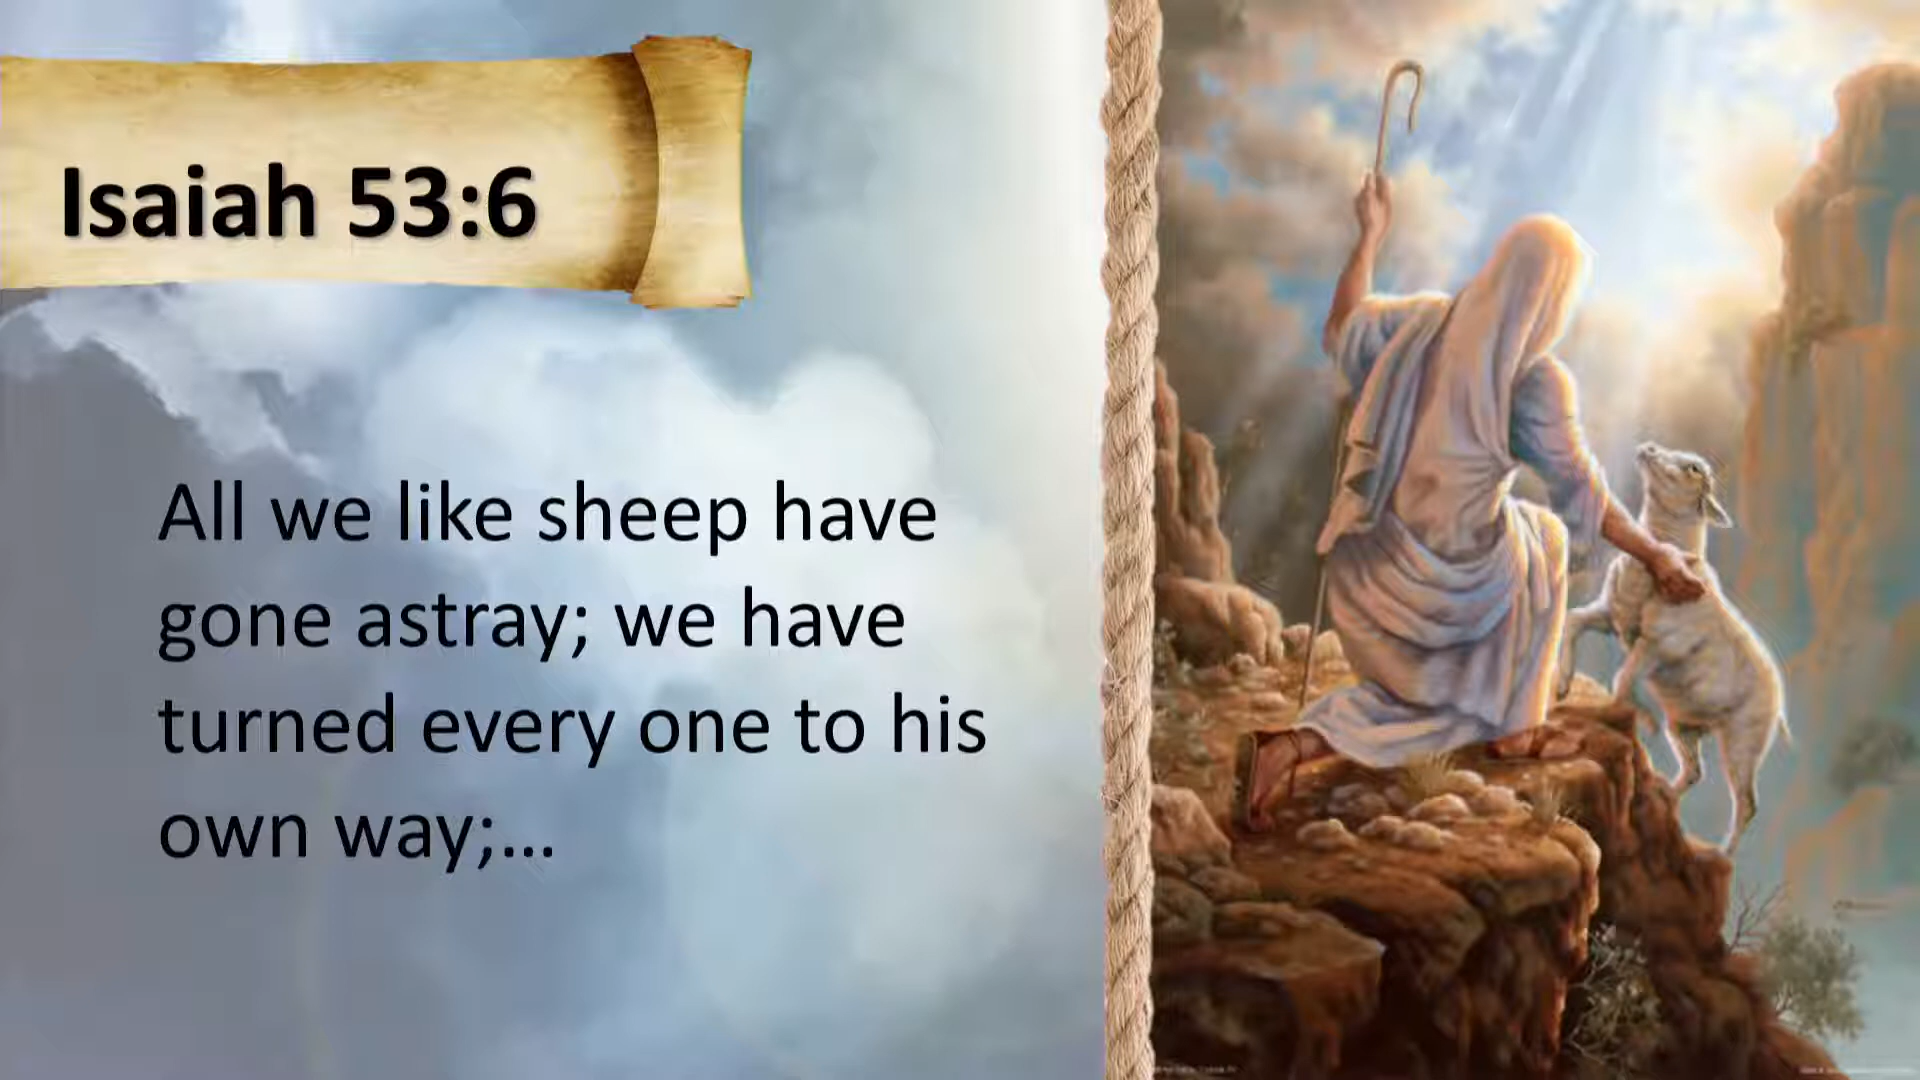 Isaiah 53:6
All we like sheep have
gone astray; we have
turned every one to his
own way;...